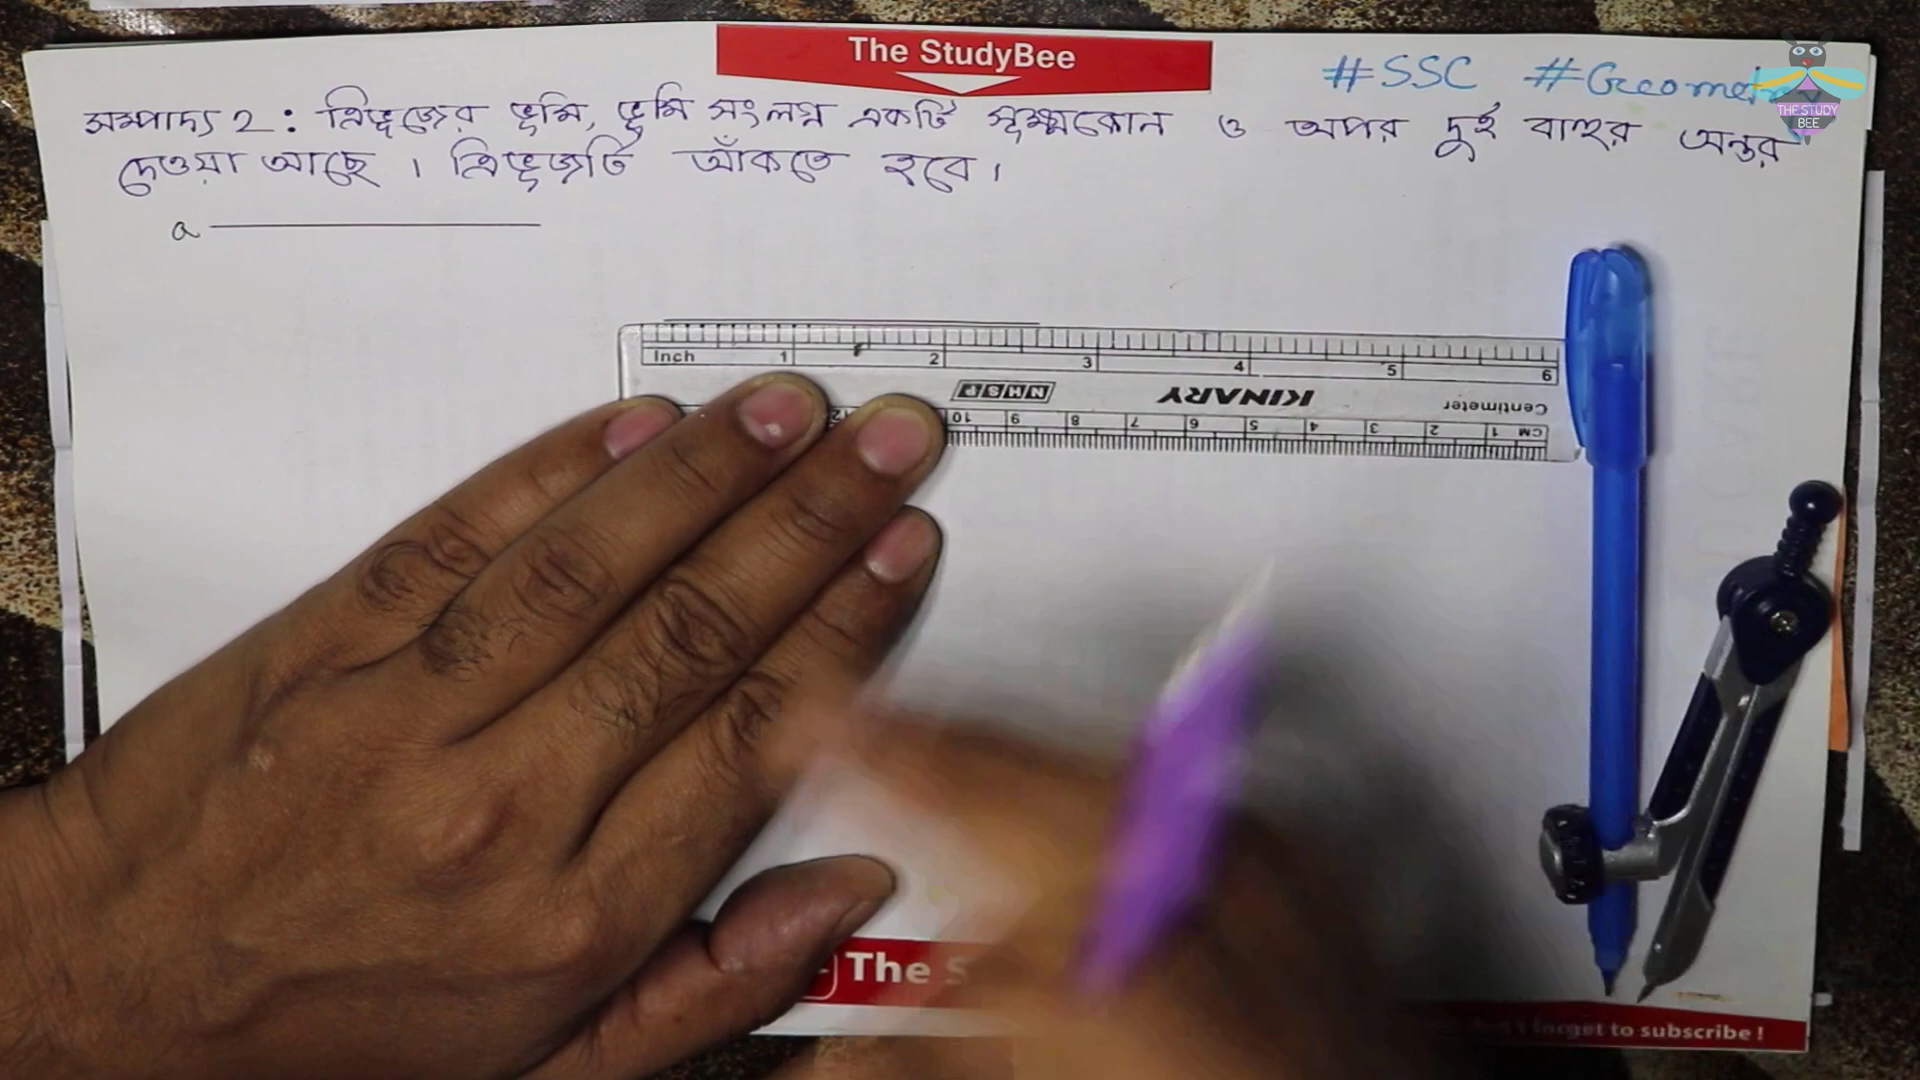 The StudyBee
#SSC #Geometry
THE STUDY
BEE
সম্পাদ্য 2 : ত্রিভুজের ভূমি, ভূমি সংলগ্ন একটি সূক্ষ্মকোন ও অপর দুই বাহুর অন্তর
দেওয়া আছে । ত্রিভুজটি আঁকতে হবে ।
a
Inch 1 2 3 4 5 6
NHSP KINARY Centimeter
10 9 8 7 6 5 4 3 2 1 CM
The
forget to subscribe !